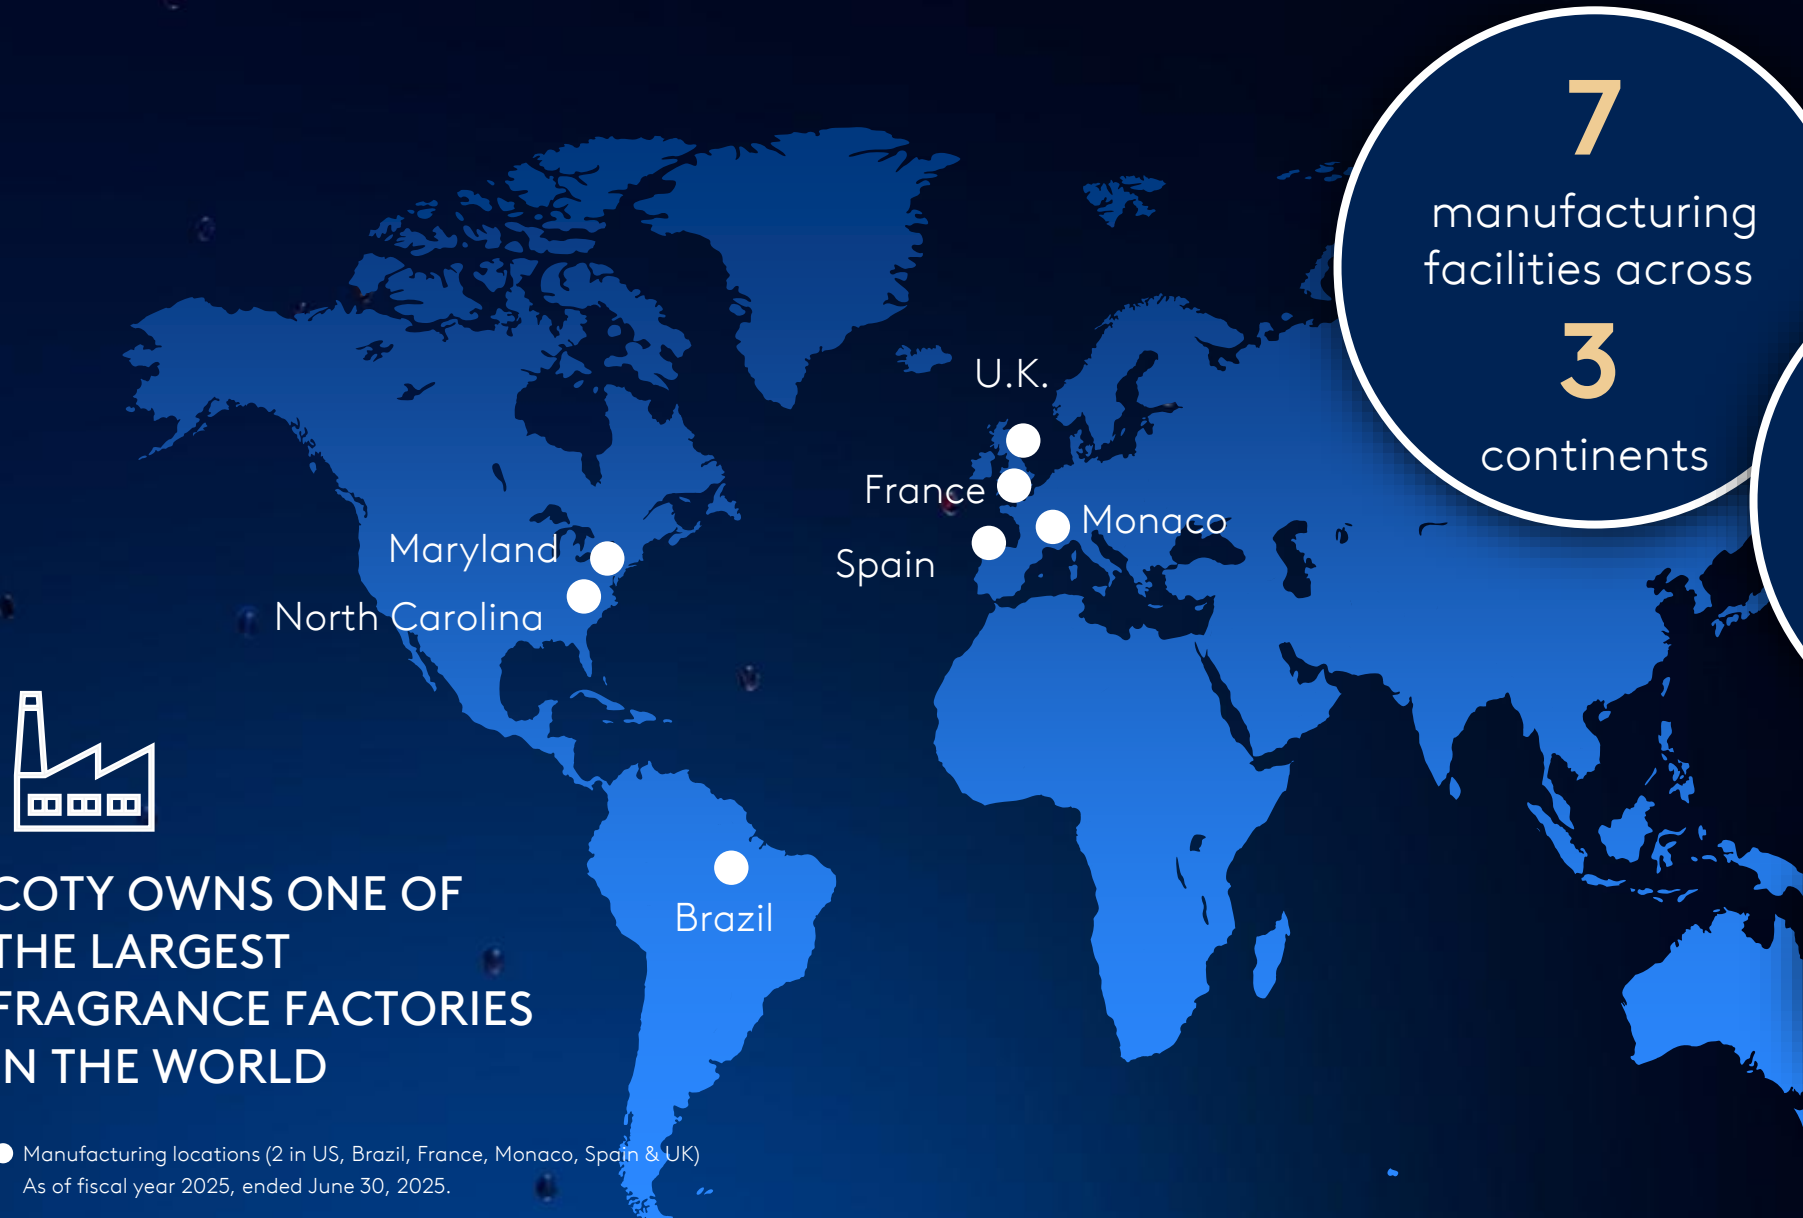 7
manufacturing
facilities across
3
continents
U.K.
France
Monaco
Spain
Maryland
North Carolina
Brazil
COTY OWNS ONE OF
THE LARGEST
FRAGRANCE FACTORIES
IN THE WORLD
Manufacturing locations (2 in US, Brazil, France, Monaco, Spain & UK)
As of fiscal year 2025, ended June 30, 2025.